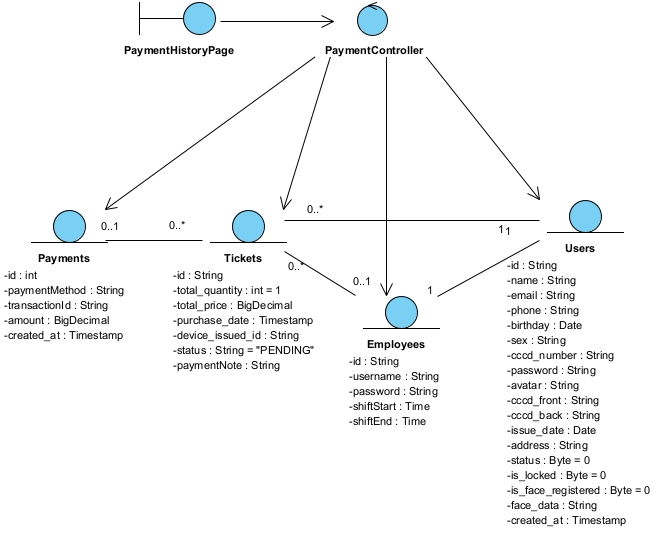 PaymentHistoryPage
PaymentController
0..1
0..*
Payments
-id : int
-paymentMethod : String
-transactionId : String
-amount : BigDecimal
-created_at : Timestamp
0..*
1
1
Tickets
-id : String
-total_quantity : int = 1
-total_price : BigDecimal
-purchase_date : Timestamp
-device_issued_id : String
-status : String = "PENDING"
-paymentNote : String
0..*
0..1
1
Employees
-id : String
-username : String
-password : String
-shiftStart : Time
-shiftEnd : Time
Users
-id : String
-name : String
-email : String
-phone : String
-birthday : Date
-sex : String
-cccd_number : String
-password : String
-avatar : String
-cccd_front : String
-cccd_back : String
-issue_date : Date
-address : String
-status : Byte = 0
-is_locked : Byte = 0
-is_face_registered : Byte = 0
-face_data : String
-created_at : Timestamp